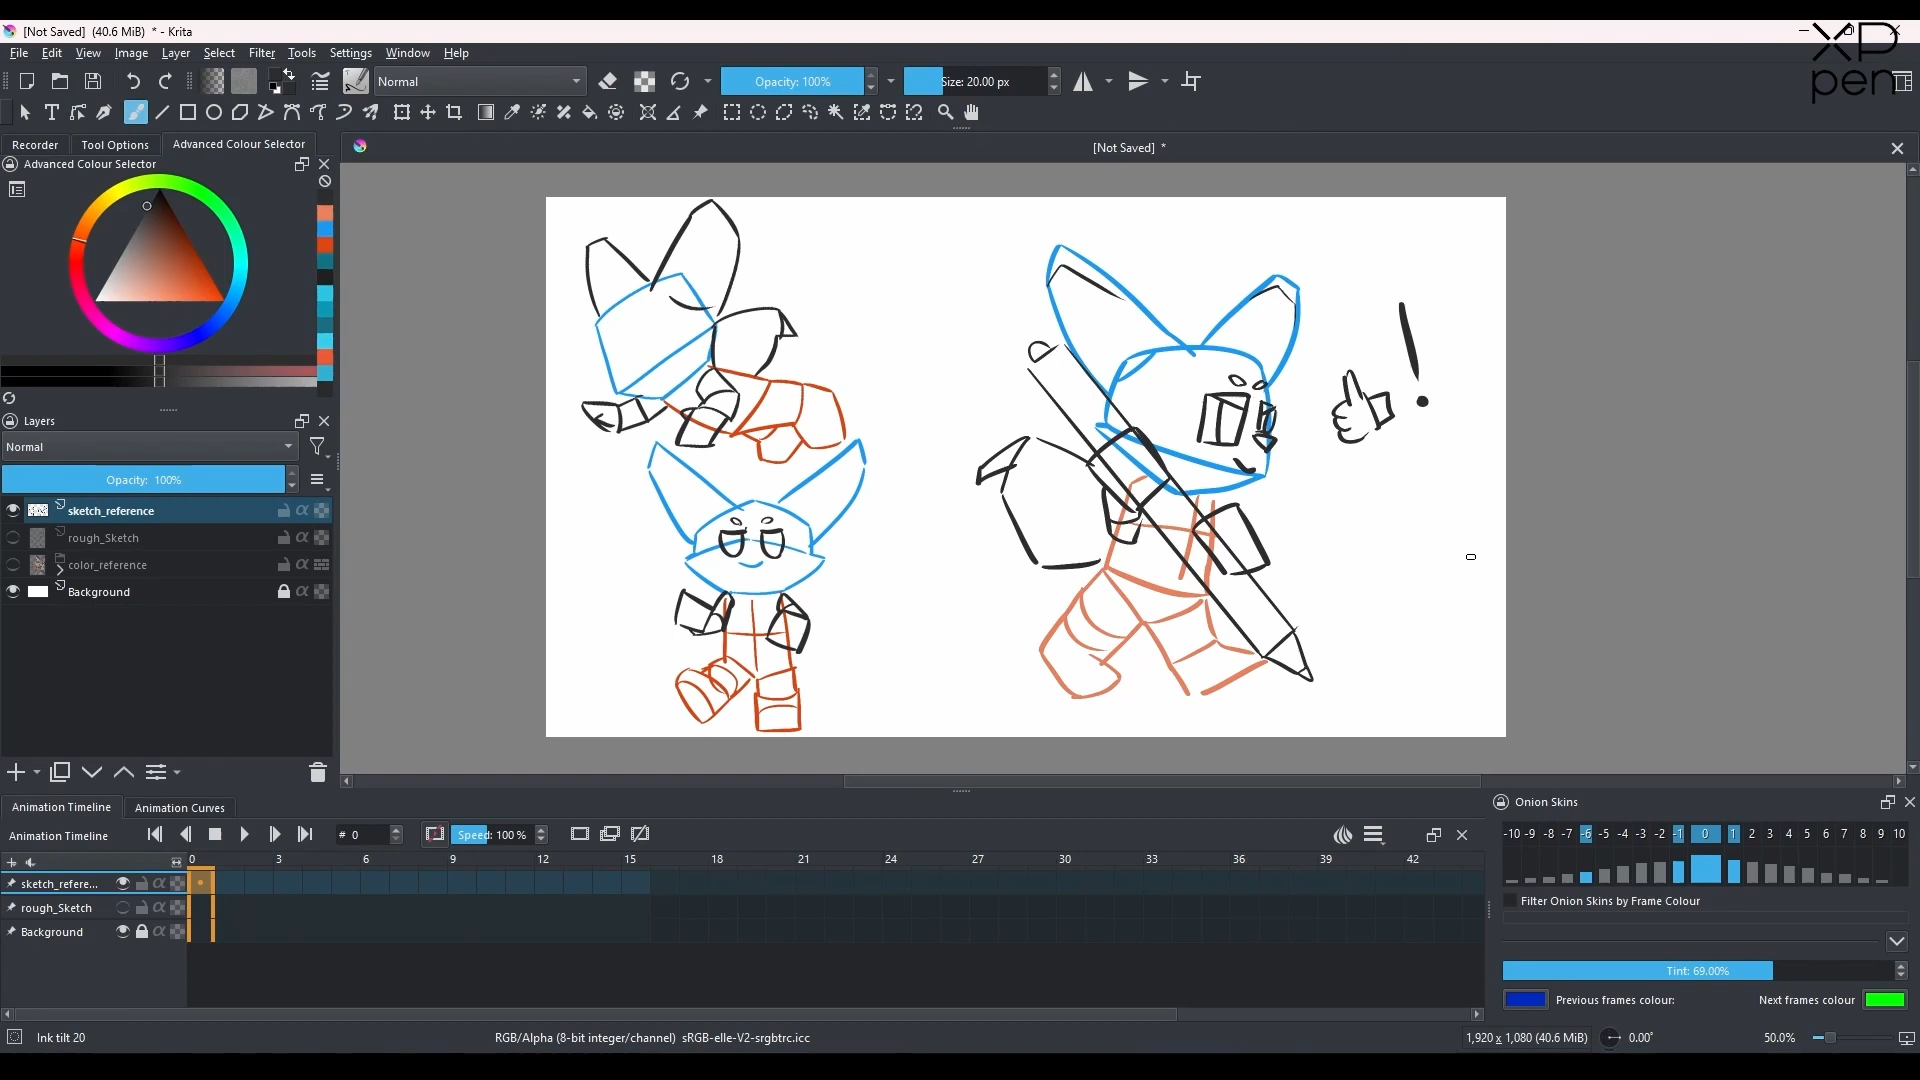 [Not Saved]  (40.6 MiB)  * - Krita
XP
pen
File Edit View Image Layer Select Filter Tools Settings Window Help
Normal
Opacity: 100%
Size: 20.00 px
Recorder Tool Options Advanced Colour Selector
[Not Saved]  *
Advanced Colour Selector
!
Layers
Normal
Opacity:  100%
sketch_reference
rough_Sketch
color_reference
Background
Animation Timeline Animation Curves
Animation Timeline
# 0
Speed: 100 %
0 3 6 9 12 15 18 21 24 27 30 33 36 39 42
sketch_refere...
rough_Sketch
Background
Onion Skins
-10 -9 -8 -7 -6 -5 -4 -3 -2 -1 0 1 2 3 4 5 6 7 8 9 10
Filter Onion Skins by Frame Colour
Tint: 69.00%
Previous frames colour: Next frames colour
Ink tilt 20
RGB/Alpha (8-bit integer/channel)  sRGB-elle-V2-srgbtrc.icc
1,920 x 1,080 (40.6 MiB)
0.00°
50.0%